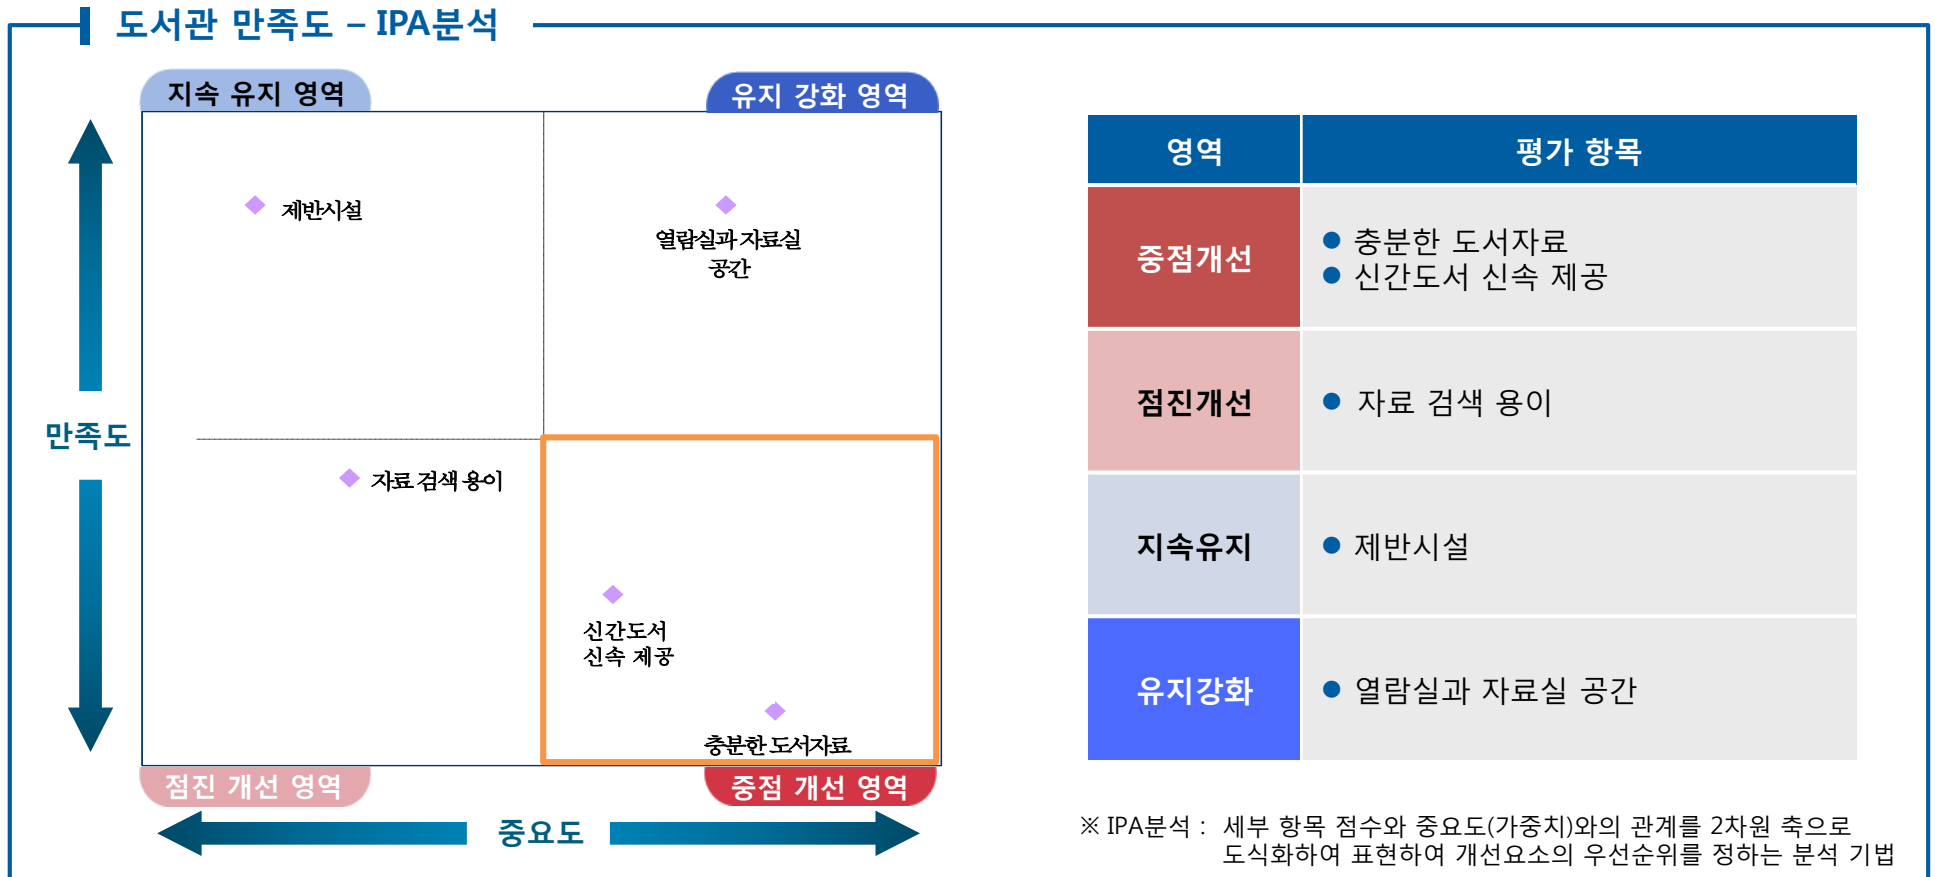 도서관 만족도 – IPA분석
지속 유지 영역
유지 강화 영역
제반시설
열람실과 자료실
공간
만족도
자료 검색 용이
신간도서
신속 제공
충분한 도서자료
점진 개선 영역
중점 개선 영역
중요도
영역
평가 항목
중점개선
● 충분한 도서자료
● 신간도서 신속 제공
점진개선
● 자료 검색 용이
지속유지
● 제반시설
유지강화
● 열람실과 자료실 공간
※ IPA분석 : 세부 항목 점수와 중요도(가중치)와의 관계를 2차원 축으로
도식화하여 표현하여 개선요소의 우선순위를 정하는 분석 기법